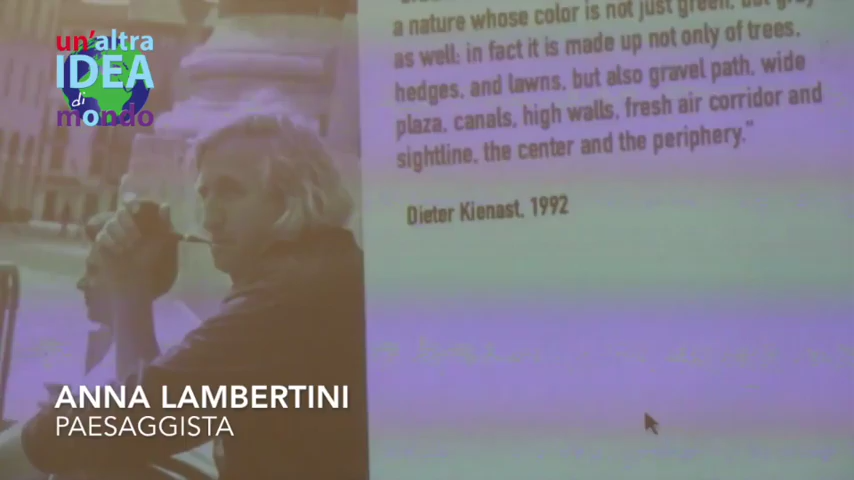 un'altra
IDEA
di
mondo
a nature whose color is not just green, but gray
as well: in fact it is made up not only of trees,
hedges, and lawns, but also gravel path, wide
plaza, canals, high walls, fresh air corridor and
sightline, the center and the periphery."
Dieter Kienast, 1992
ANNA LAMBERTINI
PAESAGGISTA